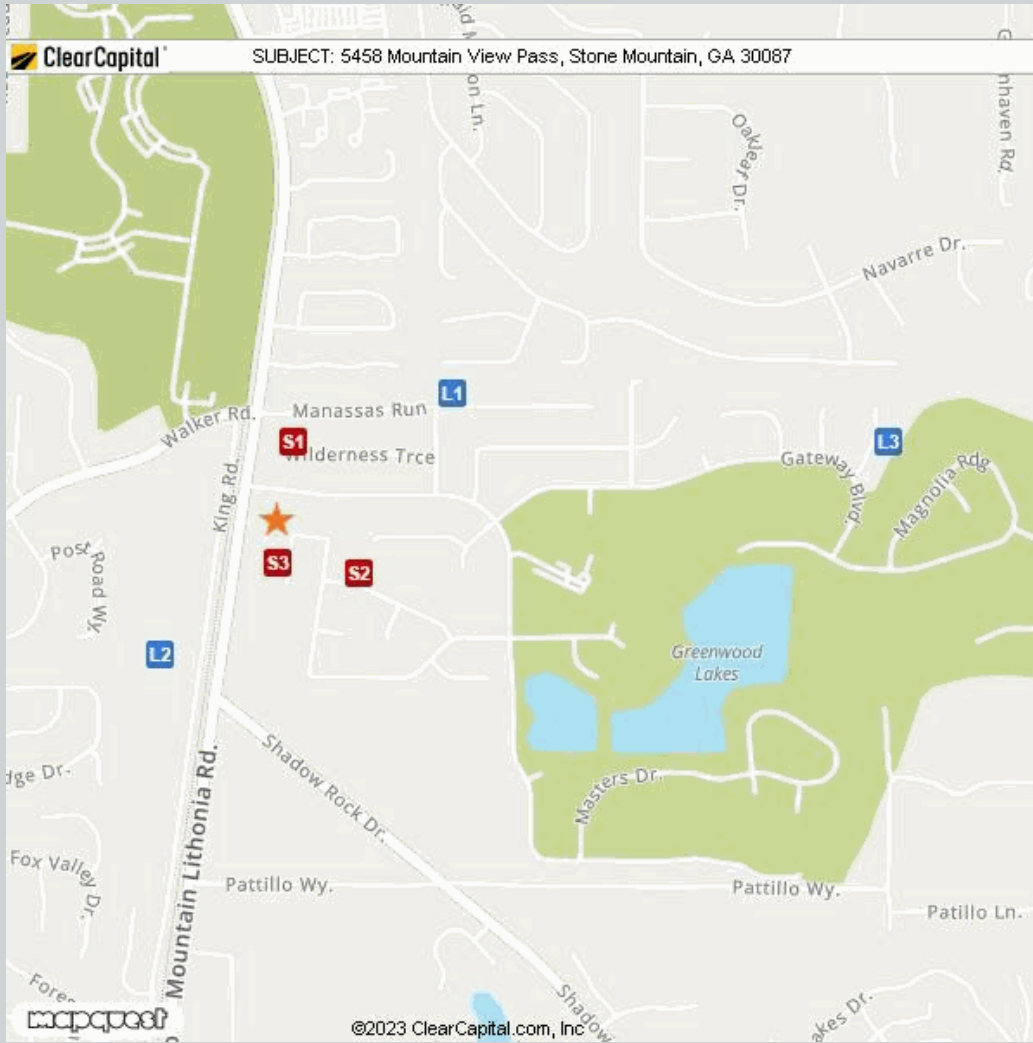 ClearCapital
SUBJECT: 5458 Mountain View Pass, Stone Mountain, GA 30087
Oakleer Dr.
Navarre Dr.
L1
Manassas Run
Walker Rd.
S1
Wilderness Trce
L3
Gateway Blvd.
Magnolia Rdg
King Rd.
Post Road Wy.
S3
S2
L2
Greenwood
Lakes
Shadow Rock Dr.
Masters Dr.
Mountain Lithonia Rd.
Fox Valley Dr.
Pattillo Wy.
Pattillo Wy.
Patillo Ln.
mapquest
©2023 ClearCapital.com, Inc
Shadow